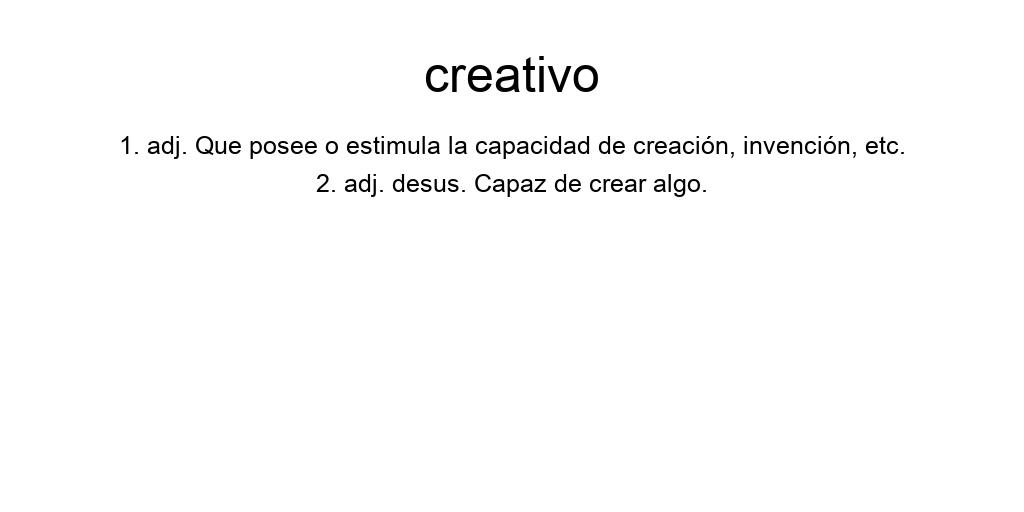 creativo
1. adj. Que posee o estimula la capacidad de creación, invención, etc.
2. adj. desus. Capaz de crear algo.